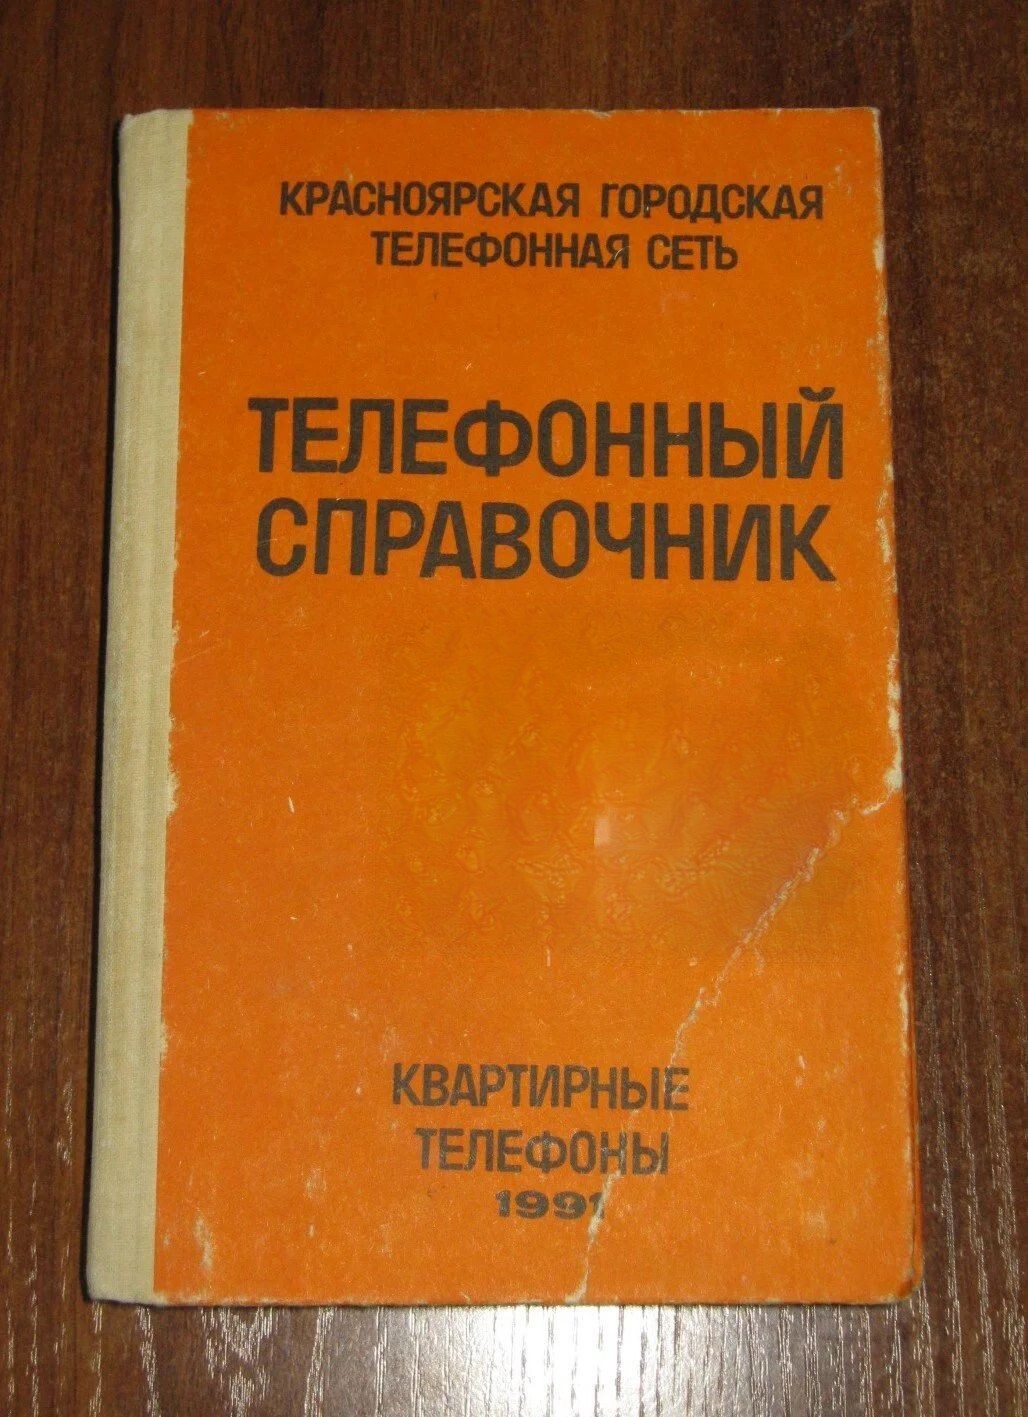 КРАСНОЯРСКАЯ ГОРОДСКАЯ
ТЕЛЕФОННАЯ СЕТЬ
ТЕЛЕФОННЫЙ
СПРАВОЧНИК
КВАРТИРНЫЕ
ТЕЛЕФОНЫ
1991